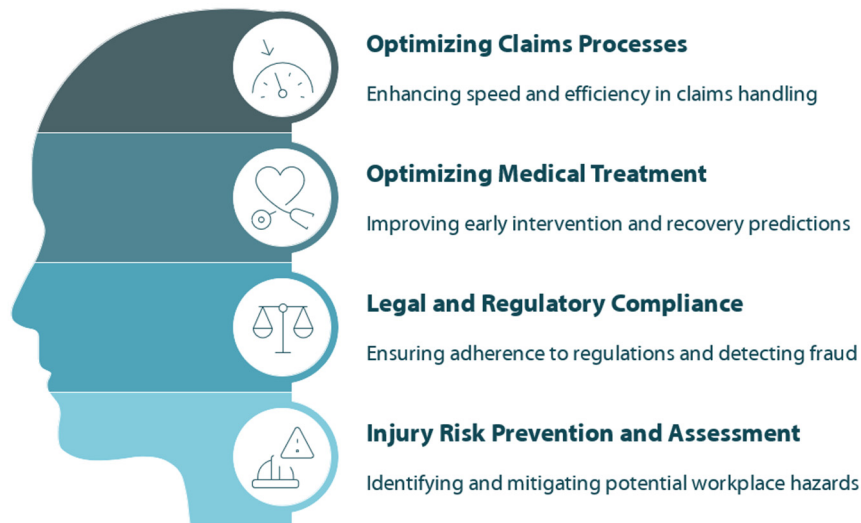 Optimizing Claims Processes
Enhancing speed and efficiency in claims handling
Optimizing Medical Treatment
Improving early intervention and recovery predictions
Legal and Regulatory Compliance
Ensuring adherence to regulations and detecting fraud
Injury Risk Prevention and Assessment
Identifying and mitigating potential workplace hazards